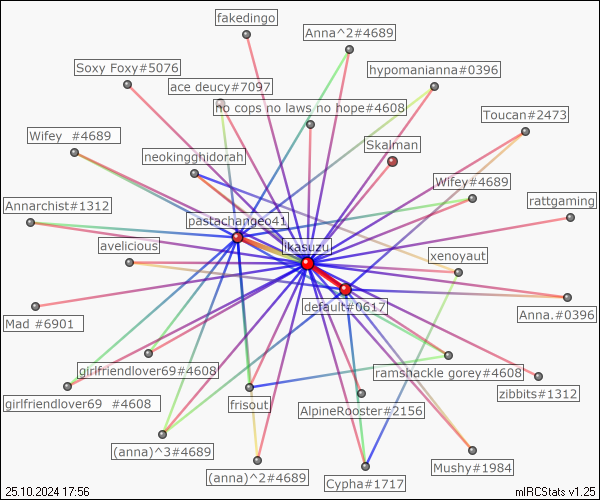 fakedingo
Anna^2#4689
Soxy Foxy#5076
hypomanianna#0396
ace deucy#7097
no cops no laws no hope#4608
Toucan#2473
Wifey #4689
Skalman
neokingghidorah
Wifey#4689
rattgaming
Annarchist#1312
pastachangeo41
avelicious
ikasuzu
xenoyaut
default#0617
Anna.#0396
Mad #6901
girlfriendlover69#4608
ramshackle gorey#4608
zibbits#1312
girlfriendlover69 #4608
frisout
AlpineRooster#2156
(anna)^3#4689
(anna)^2#4689
Cypha#1717
Mushy#1984
25.10.2024 17:56
mIRCStats v1.25